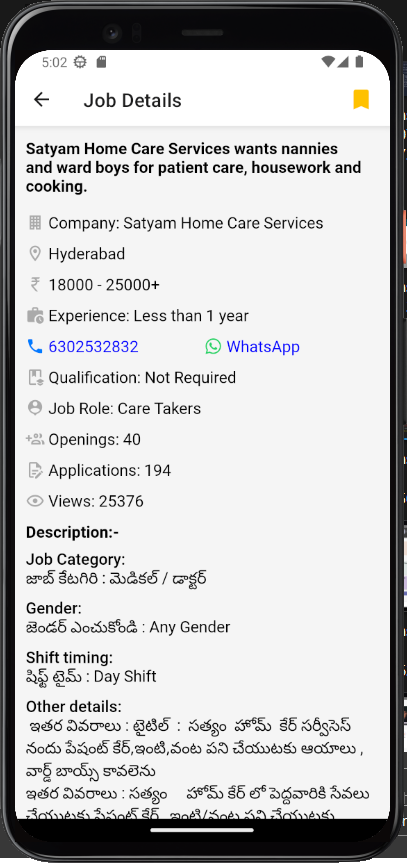 5:02
Job Details
Satyam Home Care Services wants nannies
and ward boys for patient care, housework and
cooking.
Company: Satyam Home Care Services
Hyderabad
₹ 18000 - 25000+
Experience: Less than 1 year
6302532832 WhatsApp
Qualification: Not Required
Job Role: Care Takers
Openings: 40
Applications: 194
Views: 25376
Description:-
Job Category:
జాబ్ కేటగిరి : మెడికల్ / డాక్టర్
Gender:
జెండర్ ఎంచుకోండి : Any Gender
Shift timing:
షిఫ్ట్ టైమ్ : Day Shift
Other details:
ఇతర వివరాలు : టైటిల్ : సత్యం హోమ్ కేర్ సర్వీసెస్
నందు పేషంట్ కేర్,ఇంటి,వంట పని చేయుటకు ఆయాలు ,
వార్డ్ బాయ్స్ కావలెను
ఇతర వివరాలు : సత్యం హోమ్ కేర్ లో పెద్దవారికి సేవలు
చేయుటకు పేషంట్ కేర్, ఇంటి/వంట పని చేయుటకు